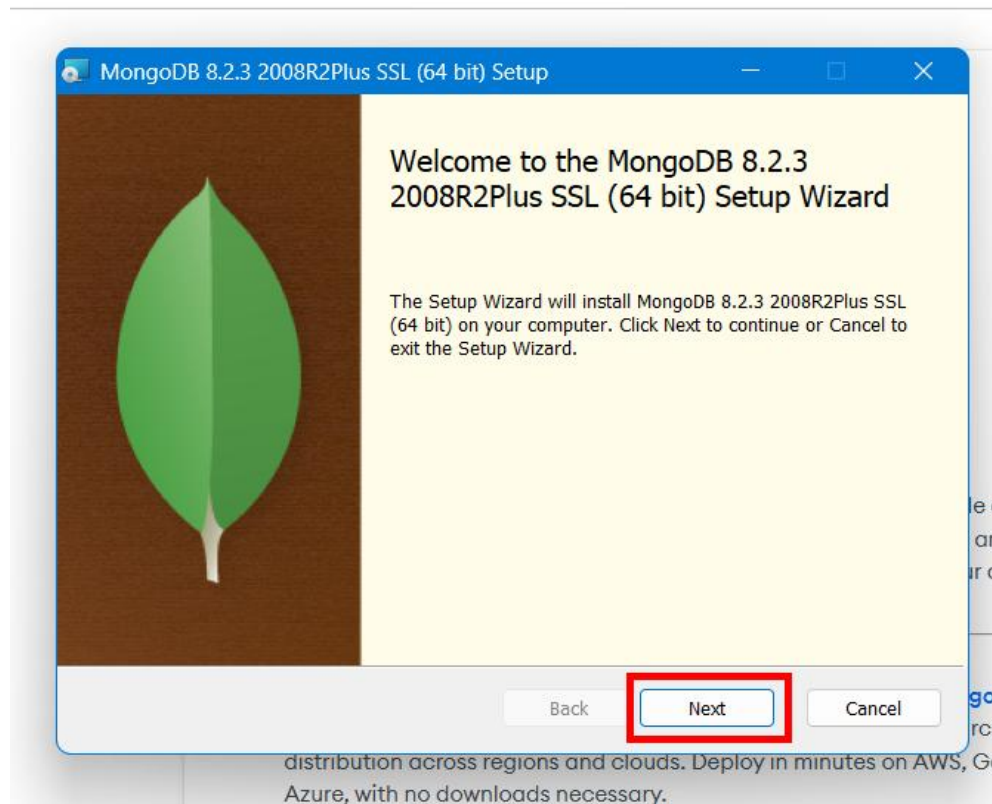 MongoDB 8.2.3 2008R2Plus SSL (64 bit) Setup
Welcome to the MongoDB 8.2.3
2008R2Plus SSL (64 bit) Setup Wizard
The Setup Wizard will install MongoDB 8.2.3 2008R2Plus SSL
(64 bit) on your computer. Click Next to continue or Cancel to
exit the Setup Wizard.
Back
Next
Cancel
distribution across regions and clouds. Deploy in minutes on AWS,
Azure, with no downloads necessary.